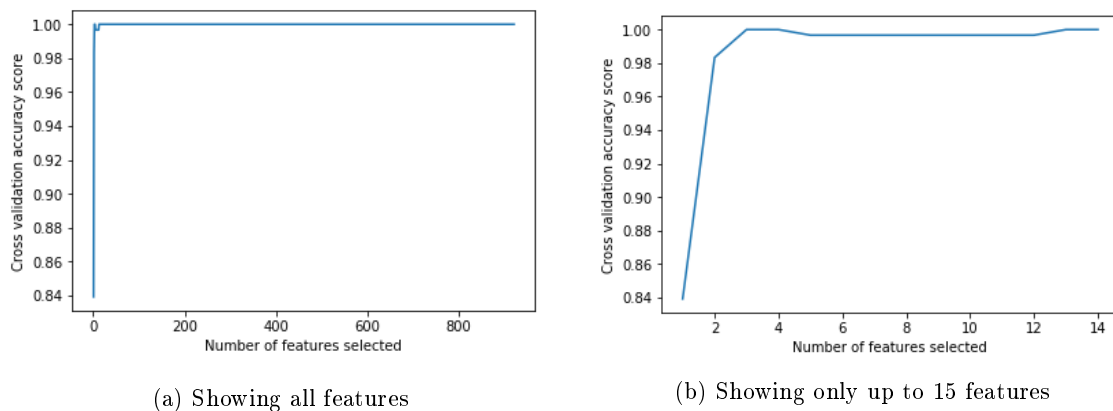 1.00
0.98
0.96
0.94
0.92
0.90
0.88
0.86
0.84
Cross validation accuracy score
0 200 400 600 800
Number of features selected
(a) Showing all features
1.00
0.98
0.96
0.94
0.92
0.90
0.88
0.86
0.84
Cross validation accuracy score
2 4 6 8 10 12 14
Number of features selected
(b) Showing only up to 15 features